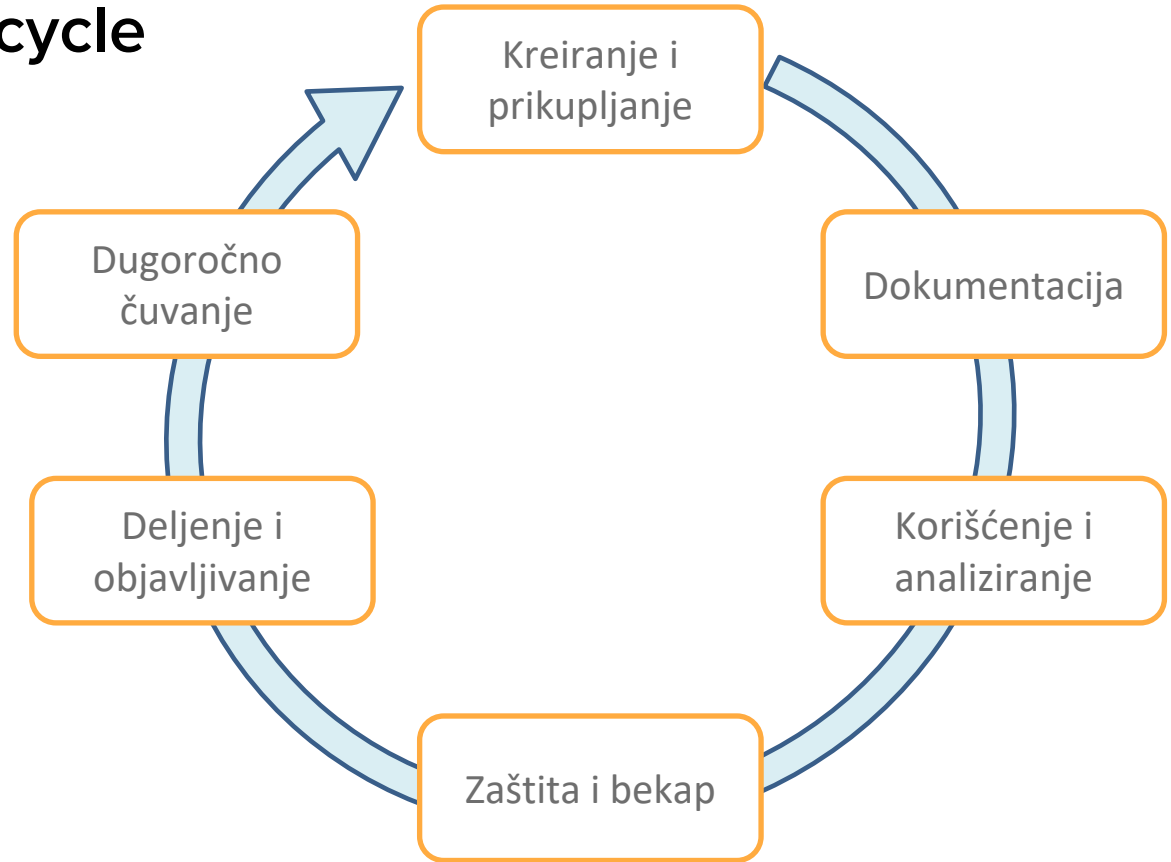 cycle
Kreiranje i
prikupljanje
Dokumentacija
Korišćenje i
analiziranje
Zaštita i bekap
Deljenje i
objavljivanje
Dugoročno
čuvanje